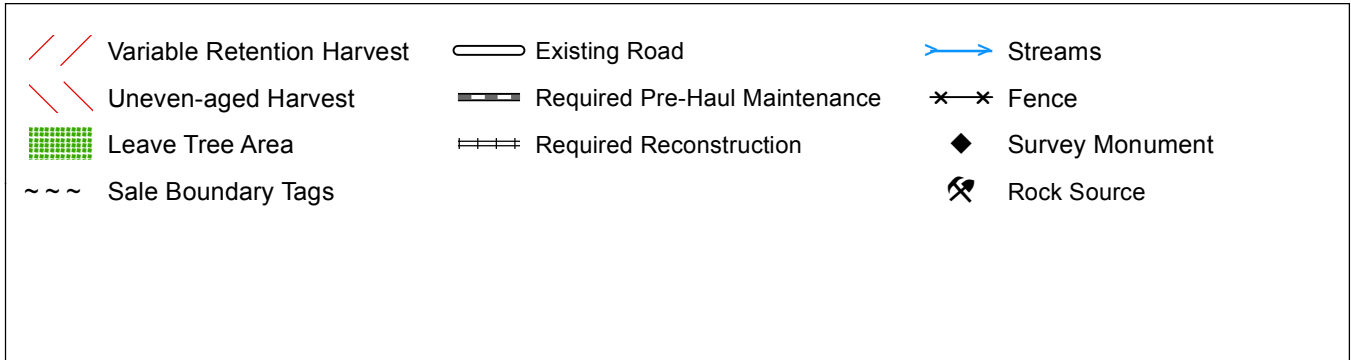 Variable Retention Harvest
Uneven-aged Harvest
Leave Tree Area
Sale Boundary Tags
Existing Road
Required Pre-Haul Maintenance
Required Reconstruction
Streams
Fence
Survey Monument
Rock Source